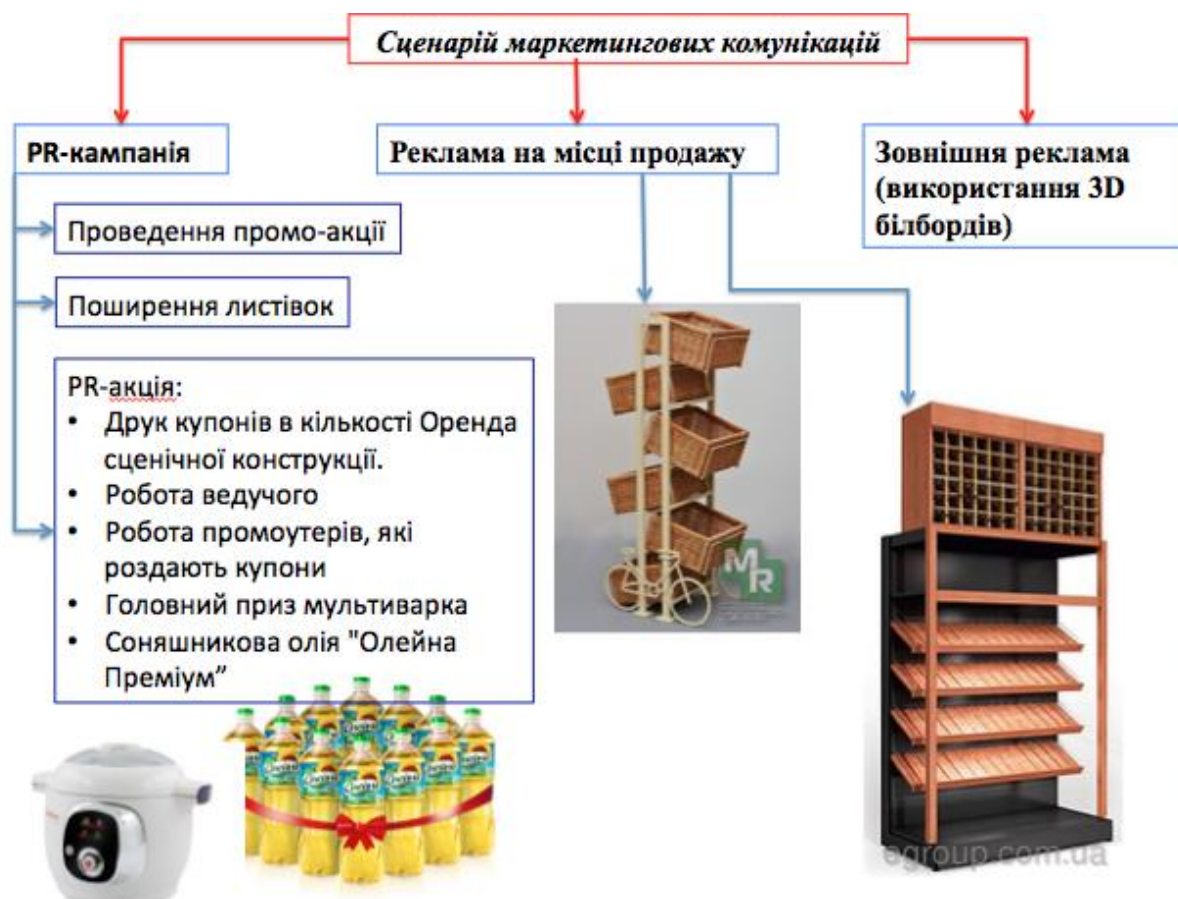 Сценарій маркетингових комунікацій
PR-кампанія
Реклама на місці продажу
Зовнішня реклама
(використання 3D
білбордів)
Проведення промо-акції
Поширення листівок
PR-акція:
• Друк купонів в кількості Оренда
сценічної конструкції.
• Робота ведучого
• Робота промоутерів, які
роздають купони
• Головний приз мультиварка
• Соняшникова олія "Олейна
Преміум”
MR
egroup.com.ua